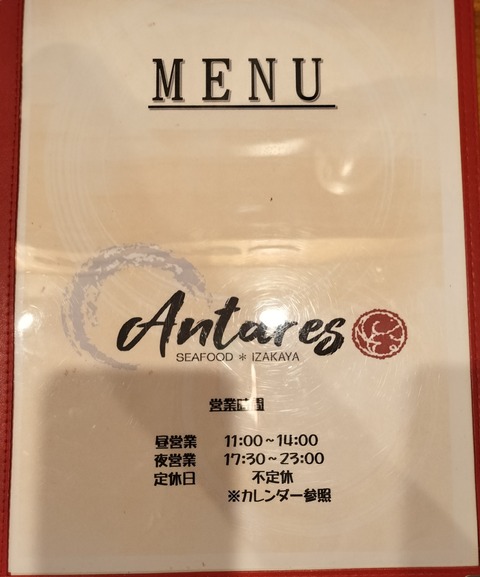 MENU
Antares
SEAFOOD * IZAKAYA
営業時間
昼営業 11:00~14:00
夜営業 17:30~23:00
定休日 不定休
※カレンダー参照